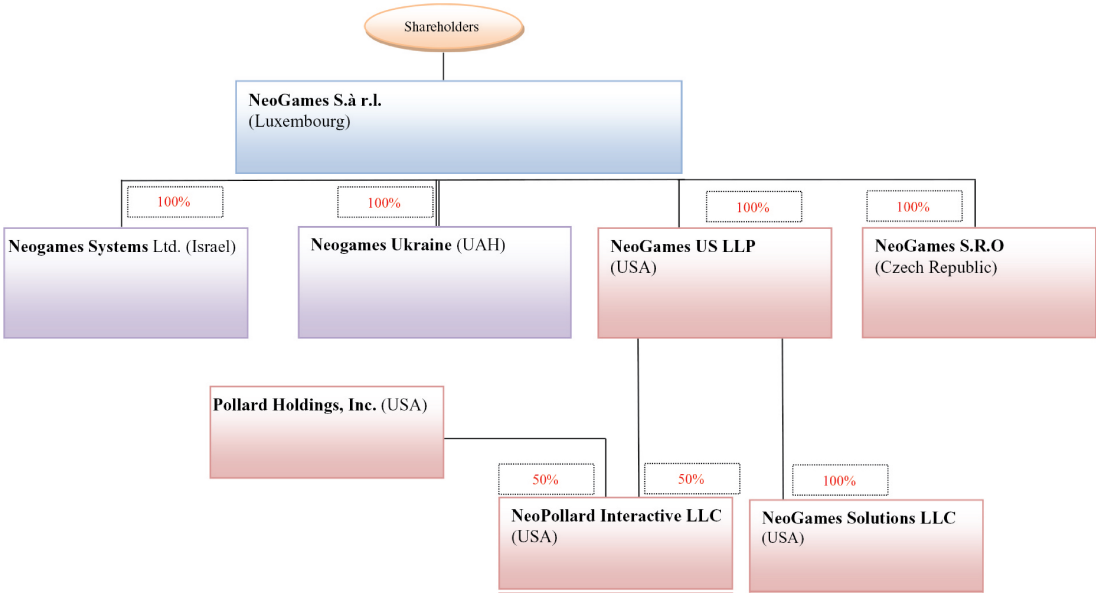 Shareholders
NeoGames S.à r.l.
(Luxembourg)
100%
100%
100%
100%
Neogames Systems Ltd. (Israel)
Neogames Ukraine (UAH)
NeoGames US LLP
(USA)
NeoGames S.R.O
(Czech Republic)
Pollard Holdings, Inc. (USA)
50%
50%
100%
NeoPollard Interactive LLC
(USA)
NeoGames Solutions LLC
(USA)